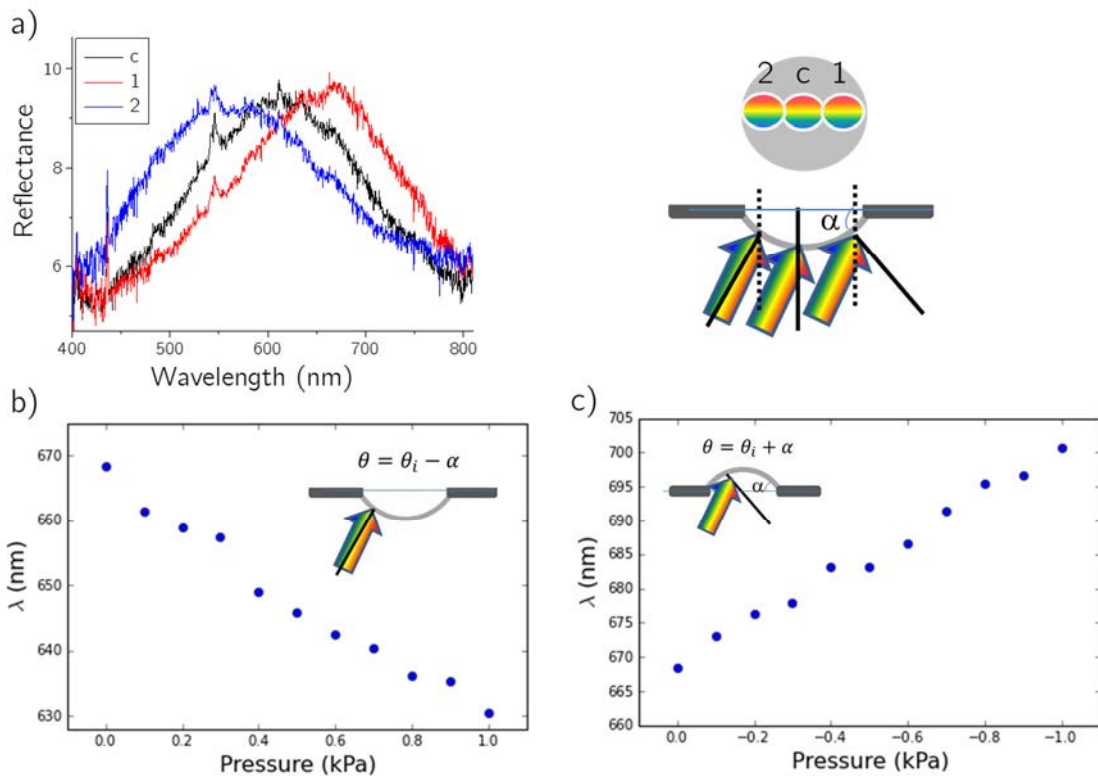 a)
c
1
2
10
8
6
Reflectance
400 500 600 700 800
Wavelength (nm)
2 c 1
α
b)
θ = θi − α
670
660
650
640
630
λ (nm)
0.0 0.2 0.4 0.6 0.8 1.0
Pressure (kPa)
c)
θ = θi + α
α
705
700
695
690
685
680
675
670
665
660
λ (nm)
0.0 −0.2 −0.4 −0.6 −0.8 −1.0
Pressure (kPa)